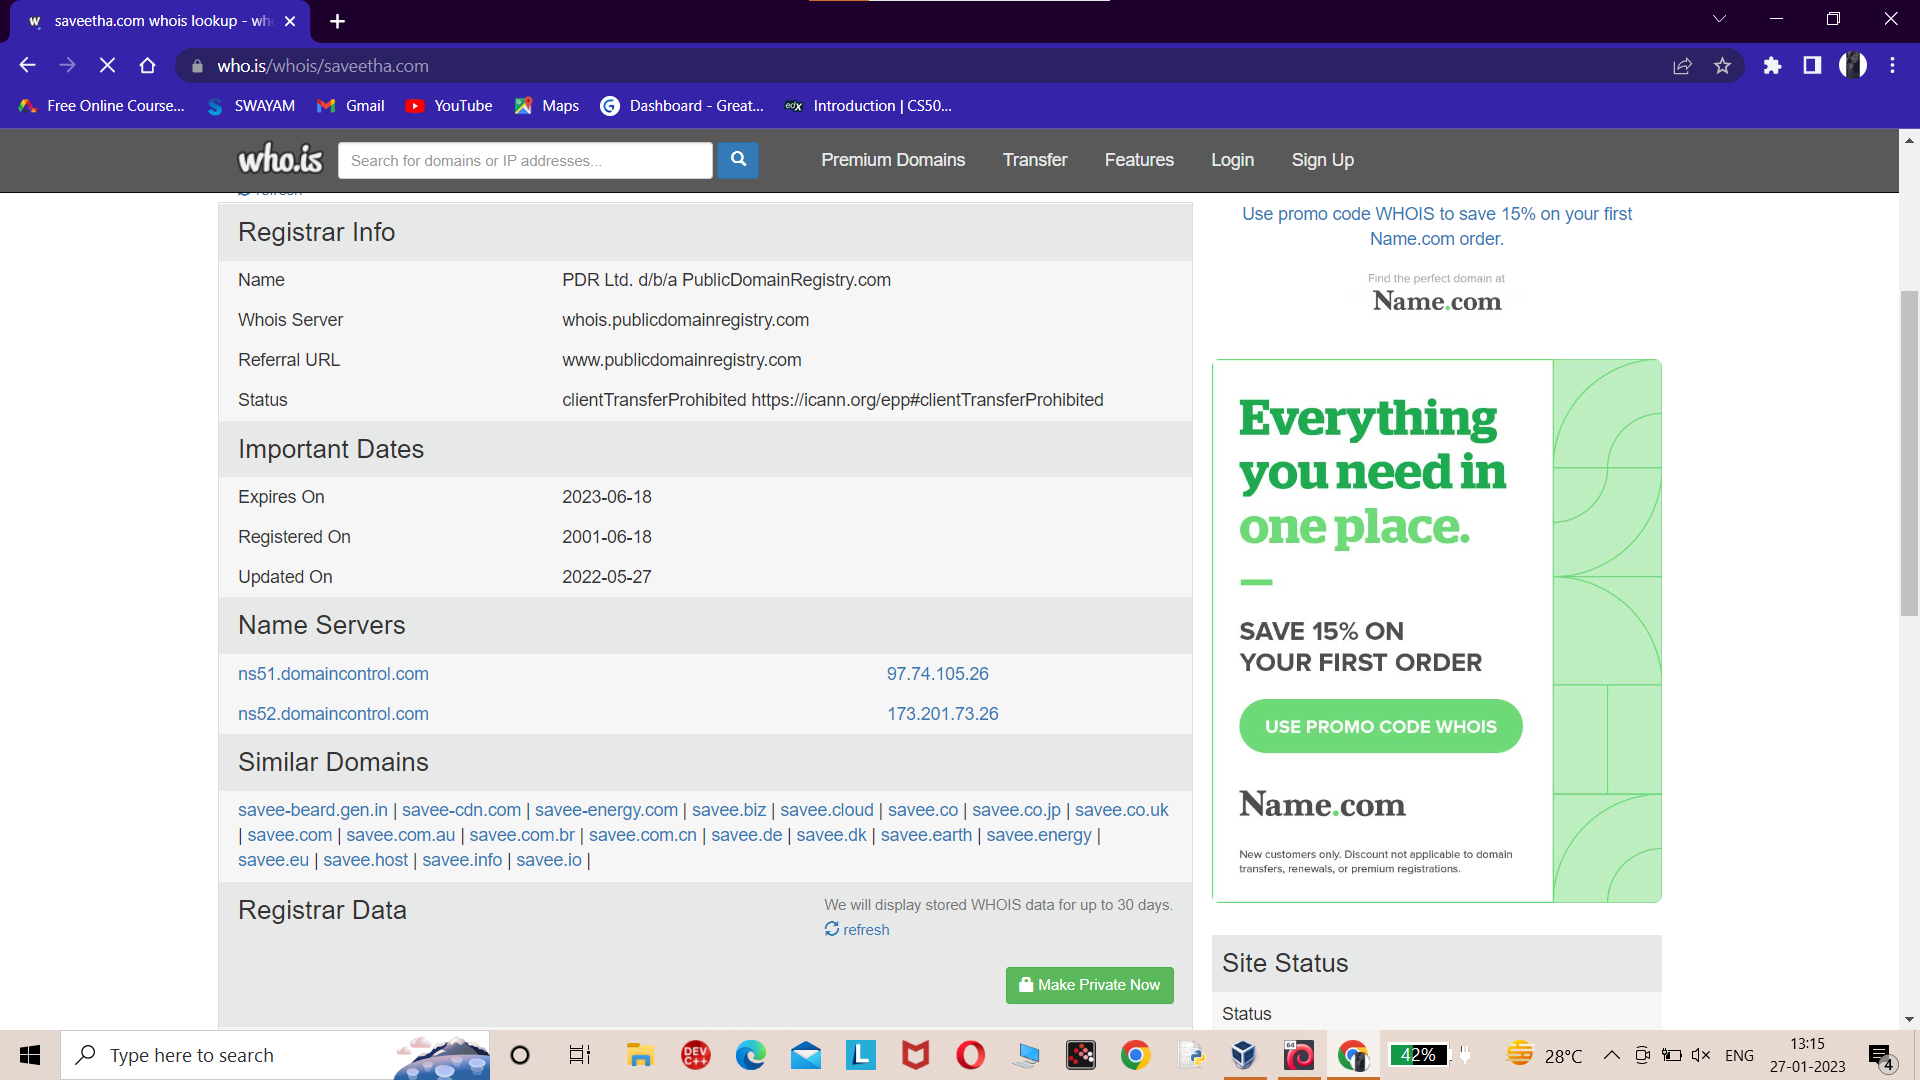 saveetha.com whois lookup - wh
who.is/whois/saveetha.com
Free Online Course...
SWAYAM
Gmail
YouTube
Maps
Dashboard - Great...
edX
Introduction | CS50...
who.is
Search for domains or IP addresses...
Premium Domains
Transfer
Features
Login
Sign Up
refresh
Registrar Info
Name PDR Ltd. d/b/a PublicDomainRegistry.com
Whois Server whois.publicdomainregistry.com
Referral URL www.publicdomainregistry.com
Status clientTransferProhibited https://icann.org/epp#clientTransferProhibited
Important Dates
Expires On 2023-06-18
Registered On 2001-06-18
Updated On 2022-05-27
Name Servers
ns51.domaincontrol.com 97.74.105.26
ns52.domaincontrol.com 173.201.73.26
Similar Domains
savee-beard.gen.in | savee-cdn.com | savee-energy.com | savee.biz | savee.cloud | savee.co | savee.co.jp | savee.co.uk
| savee.com | savee.com.au | savee.com.br | savee.com.cn | savee.de | savee.dk | savee.earth | savee.energy |
savee.eu | savee.host | savee.info | savee.io |
Registrar Data
We will display stored WHOIS data for up to 30 days.
refresh
Make Private Now
Use promo code WHOIS to save 15% on your first
Name.com order.
Find the perfect domain at
Name.com
Everything
you need in
one place.
SAVE 15% ON
YOUR FIRST ORDER
USE PROMO CODE WHOIS
Name.com
New customers only. Discount not applicable to domain
transfers, renewals, or premium registrations.
Site Status
Status
Type here to search
DEV
C++
L
64
42%
28°C
ENG
13:15
27-01-2023
4